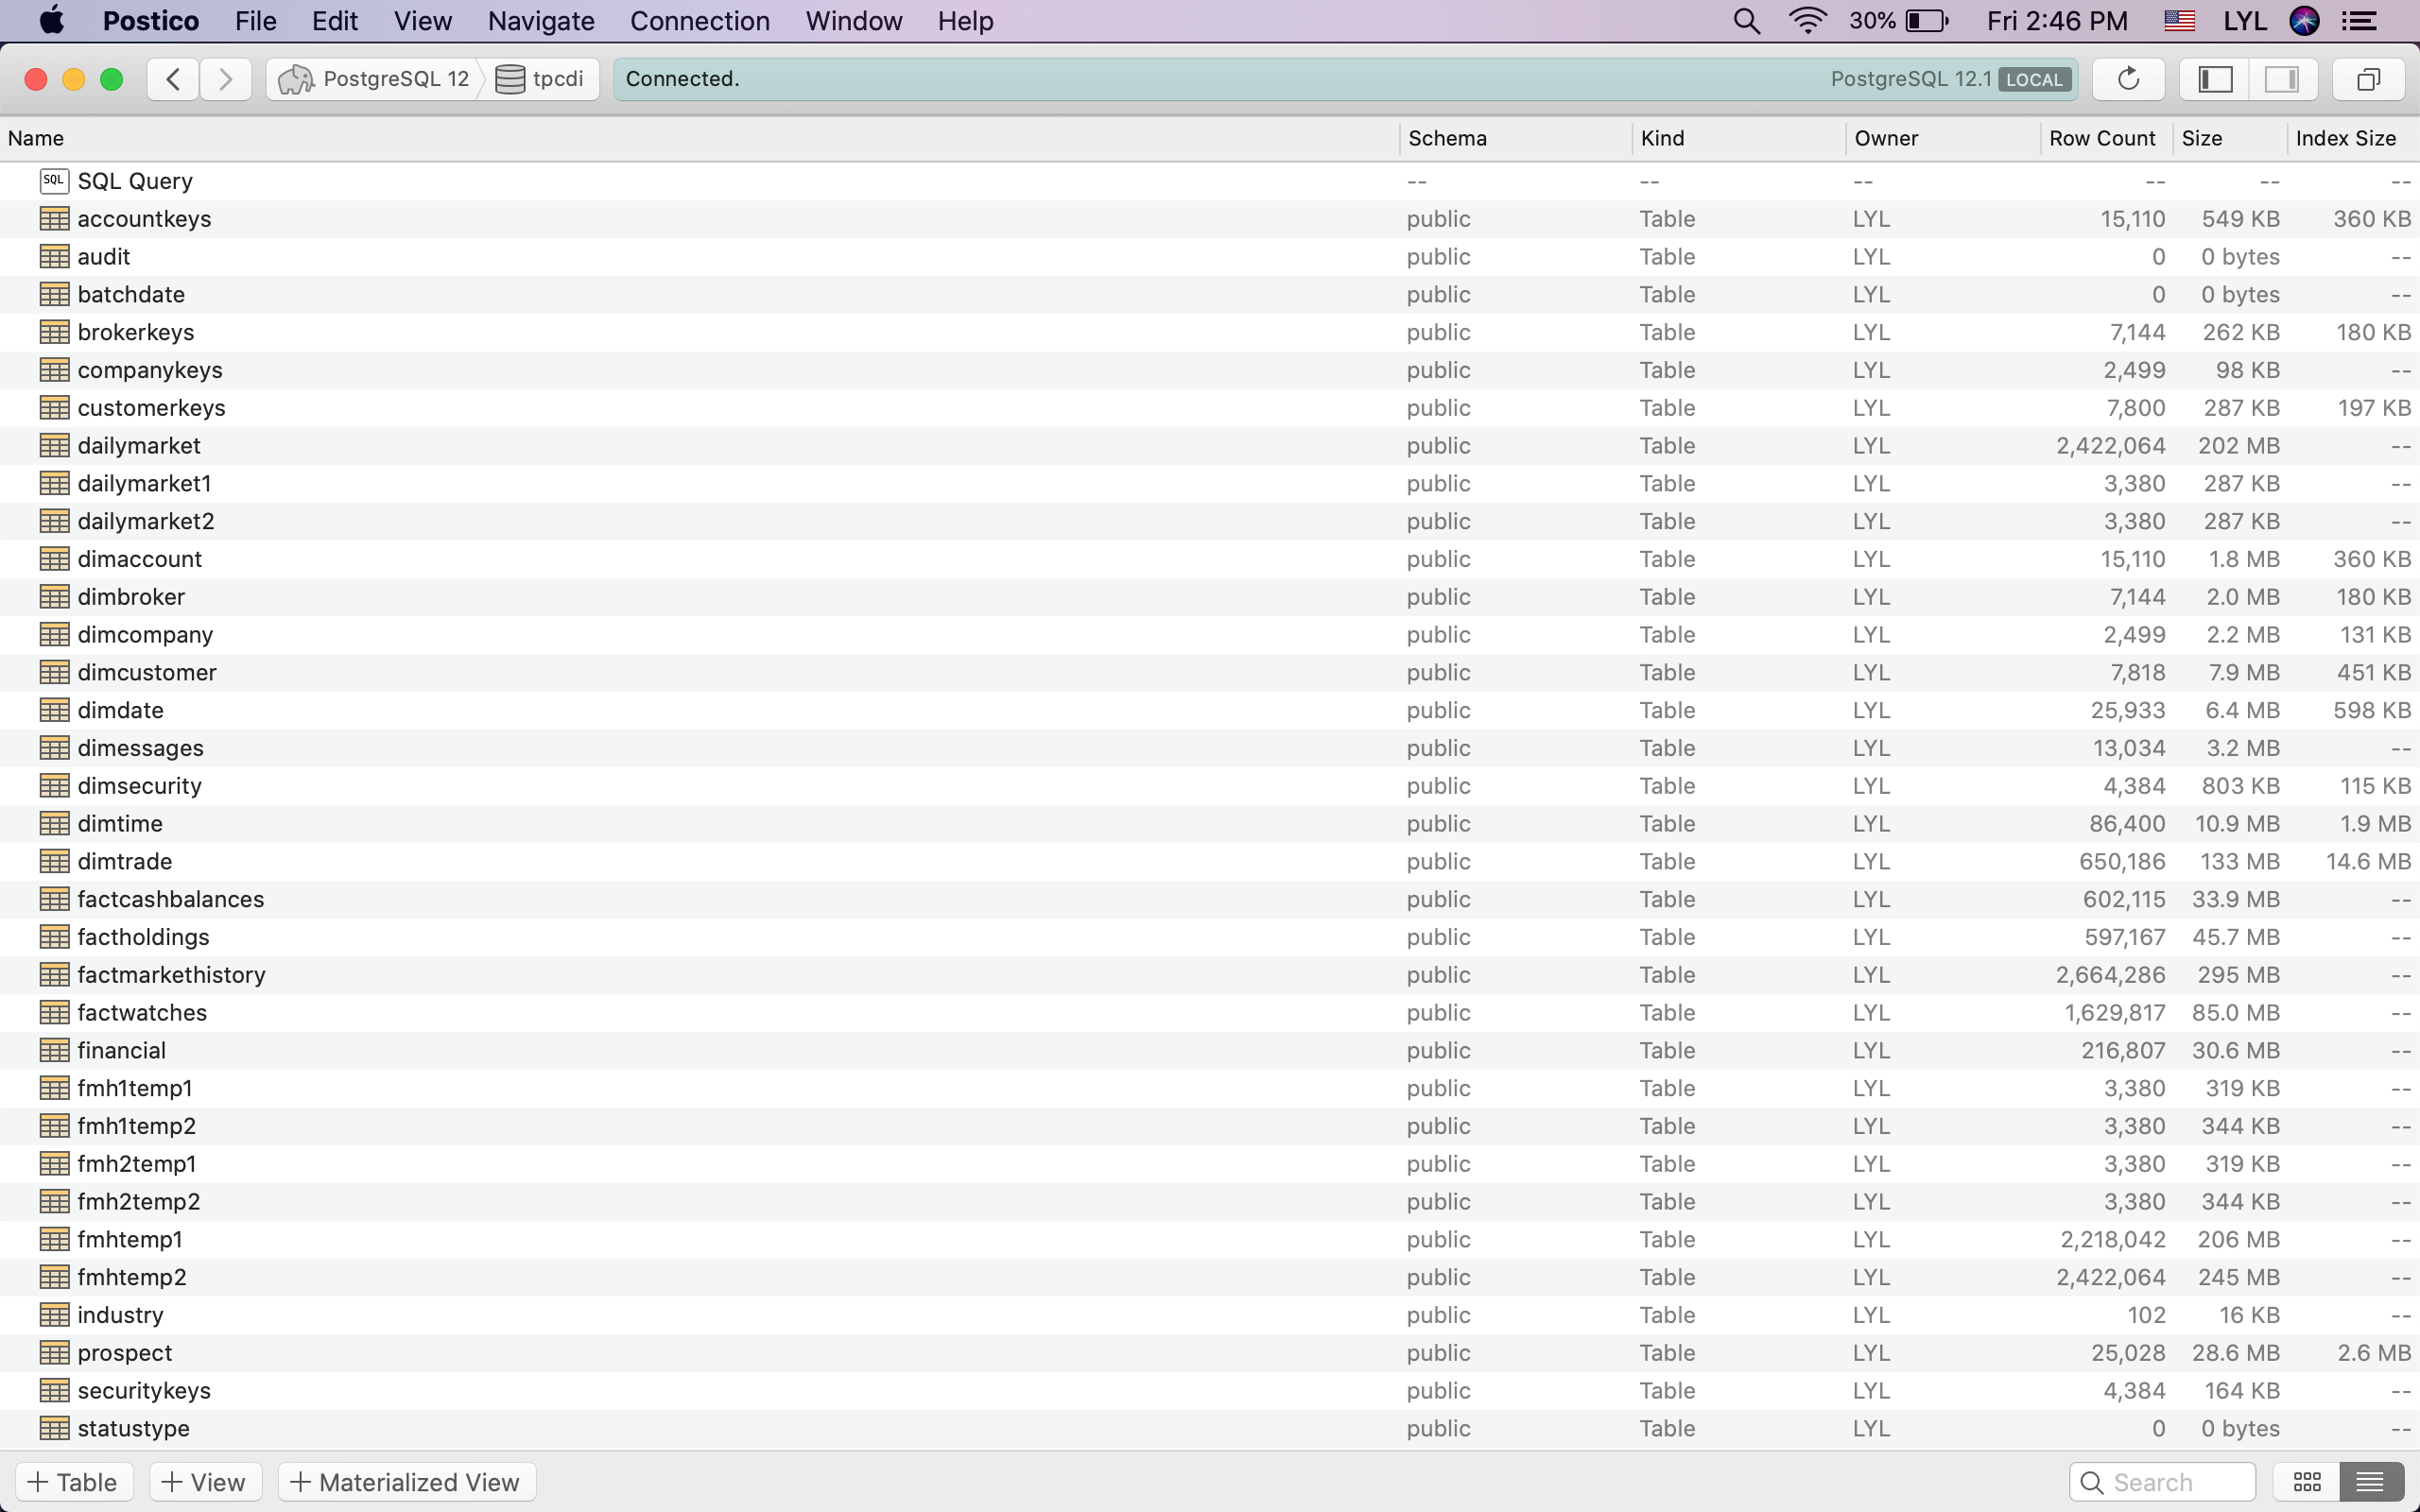 Postico File Edit View Navigate Connection Window Help 30% Fri 2:46 PM LYL
PostgreSQL 12 tpcdi Connected. PostgreSQL 12.1 LOCAL
Name Schema Kind Owner Row Count Size Index Size
SQL SQL Query -- -- -- -- -- --
accountkeys public Table LYL 15,110 549 KB 360 KB
audit public Table LYL 0 0 bytes --
batchdate public Table LYL 0 0 bytes --
brokerkeys public Table LYL 7,144 262 KB 180 KB
companykeys public Table LYL 2,499 98 KB --
customerkeys public Table LYL 7,800 287 KB 197 KB
dailymarket public Table LYL 2,422,064 202 MB --
dailymarket1 public Table LYL 3,380 287 KB --
dailymarket2 public Table LYL 3,380 287 KB --
dimaccount public Table LYL 15,110 1.8 MB 360 KB
dimbroker public Table LYL 7,144 2.0 MB 180 KB
dimcompany public Table LYL 2,499 2.2 MB 131 KB
dimcustomer public Table LYL 7,818 7.9 MB 451 KB
dimdate public Table LYL 25,933 6.4 MB 598 KB
dimessages public Table LYL 13,034 3.2 MB --
dimsecurity public Table LYL 4,384 803 KB 115 KB
dimtime public Table LYL 86,400 10.9 MB 1.9 MB
dimtrade public Table LYL 650,186 133 MB 14.6 MB
factcashbalances public Table LYL 602,115 33.9 MB --
factholdings public Table LYL 597,167 45.7 MB --
factmarkethistory public Table LYL 2,664,286 295 MB --
factwatches public Table LYL 1,629,817 85.0 MB --
financial public Table LYL 216,807 30.6 MB --
fmh1temp1 public Table LYL 3,380 319 KB --
fmh1temp2 public Table LYL 3,380 344 KB --
fmh2temp1 public Table LYL 3,380 319 KB --
fmh2temp2 public Table LYL 3,380 344 KB --
fmhtemp1 public Table LYL 2,218,042 206 MB --
fmhtemp2 public Table LYL 2,422,064 245 MB --
industry public Table LYL 102 16 KB --
prospect public Table LYL 25,028 28.6 MB 2.6 MB
securitykeys public Table LYL 4,384 164 KB --
statustype public Table LYL 0 0 bytes --
+ Table + View + Materialized View Search